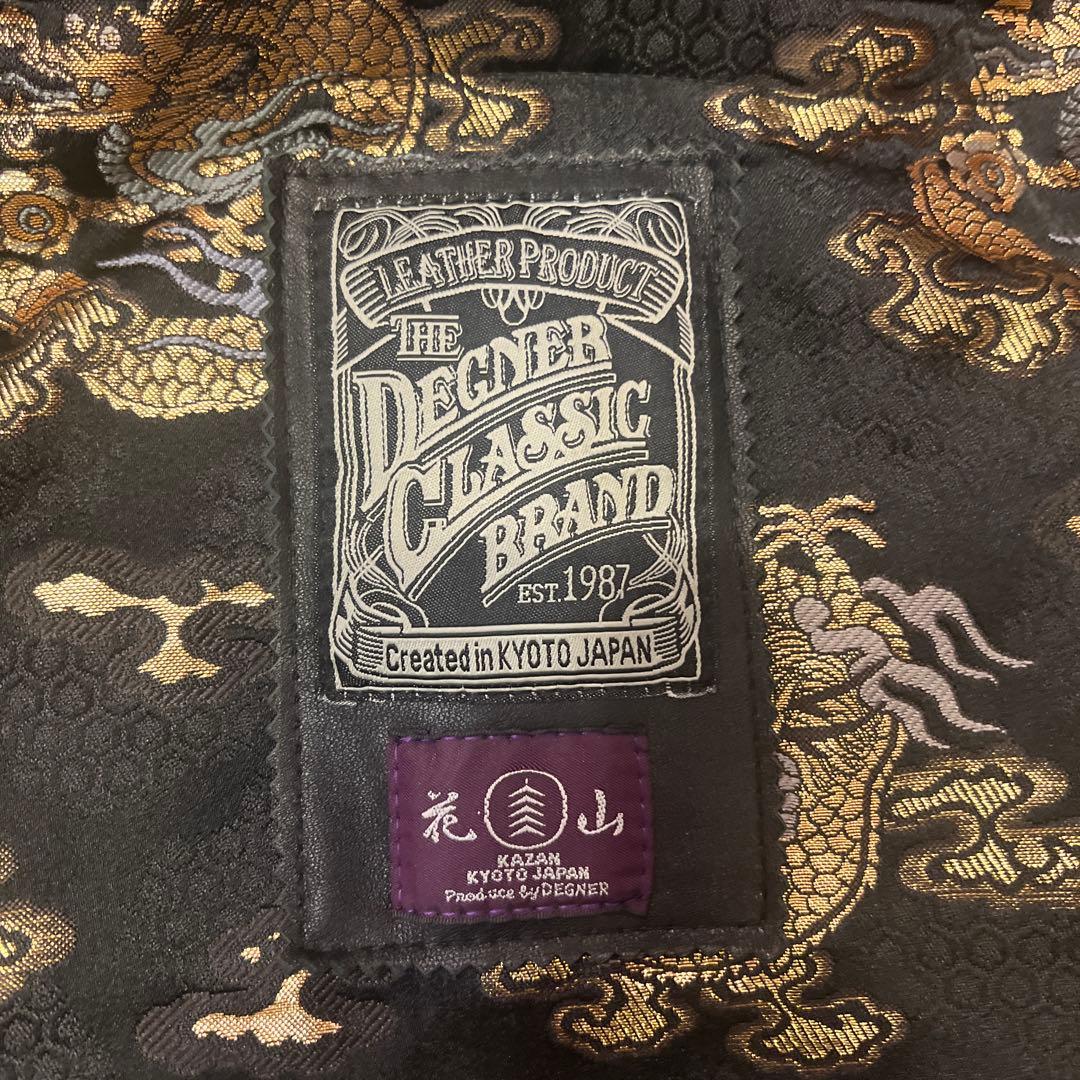 LEATHER PRODUCT
THE
DEGNER
CLASSIC
BRAND
EST.1987
Created in KYOTO JAPAN
花 山
KAZAN
KYOTO JAPAN
Produce by DEGNER